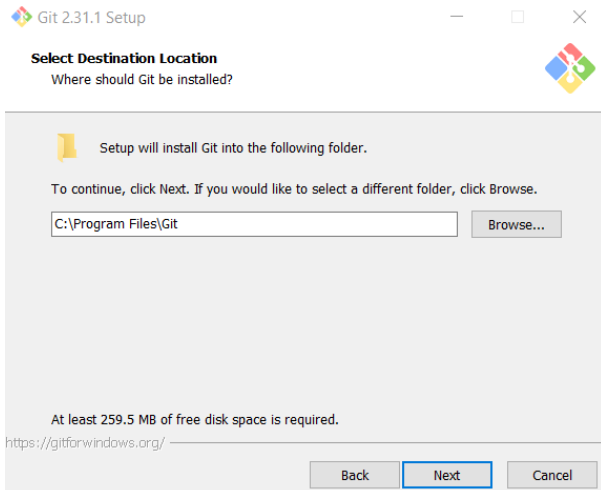 Git 2.31.1 Setup
Select Destination Location
Where should Git be installed?
Setup will install Git into the following folder.
To continue, click Next. If you would like to select a different folder, click Browse.
C:\Program Files\Git
Browse...
At least 259.5 MB of free disk space is required.
https://gitforwindows.org/
Back Next Cancel